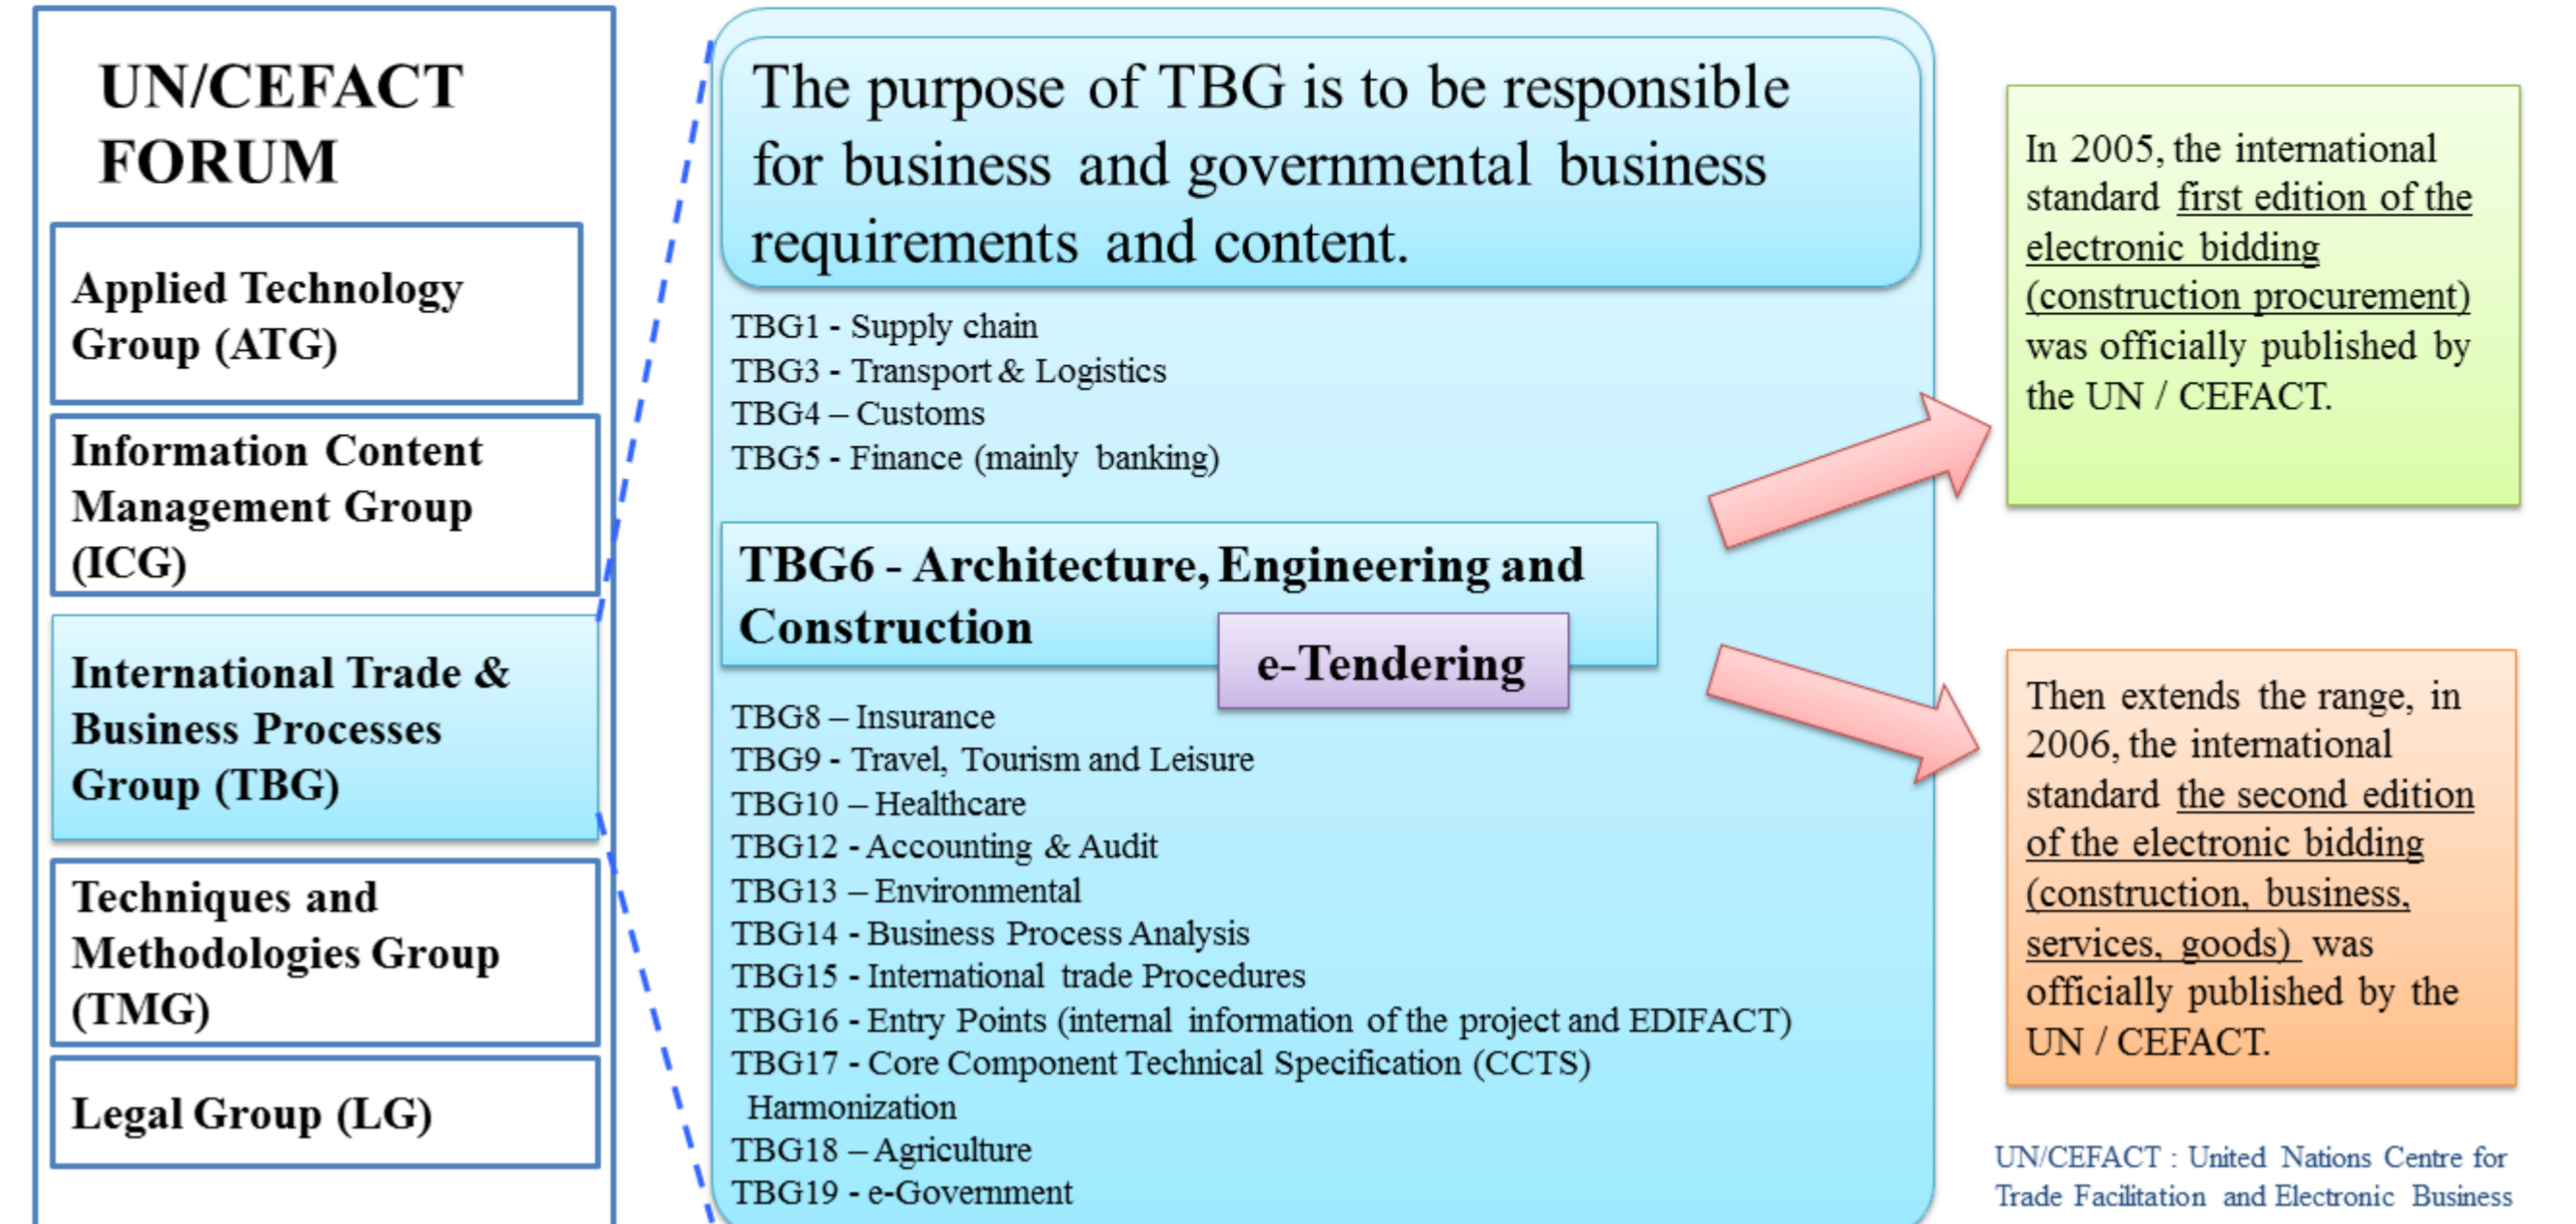 UN/CEFACT
FORUM
Applied Technology
Group (ATG)
Information Content
Management Group
(ICG)
International Trade &
Business Processes
Group (TBG)
Techniques and
Methodologies Group
(TMG)
Legal Group (LG)
The purpose of TBG is to be responsible
for business and governmental business
requirements and content.
TBG1 - Supply chain
TBG3 - Transport & Logistics
TBG4 – Customs
TBG5 - Finance (mainly banking)
TBG6 - Architecture, Engineering and
Construction
e-Tendering
TBG8 – Insurance
TBG9 - Travel, Tourism and Leisure
TBG10 – Healthcare
TBG12 - Accounting & Audit
TBG13 – Environmental
TBG14 - Business Process Analysis
TBG15 - International trade Procedures
TBG16 - Entry Points (internal information of the project and EDIFACT)
TBG17 - Core Component Technical Specification (CCTS)
Harmonization
TBG18 – Agriculture
TBG19 - e-Government
In 2005, the international
standard first edition of the
electronic bidding
(construction procurement)
was officially published by
the UN / CEFACT.
Then extends the range, in
2006, the international
standard the second edition
of the electronic bidding
(construction, business,
services, goods) was
officially published by the
UN / CEFACT.
UN/CEFACT : United Nations Centre for
Trade Facilitation and Electronic Business